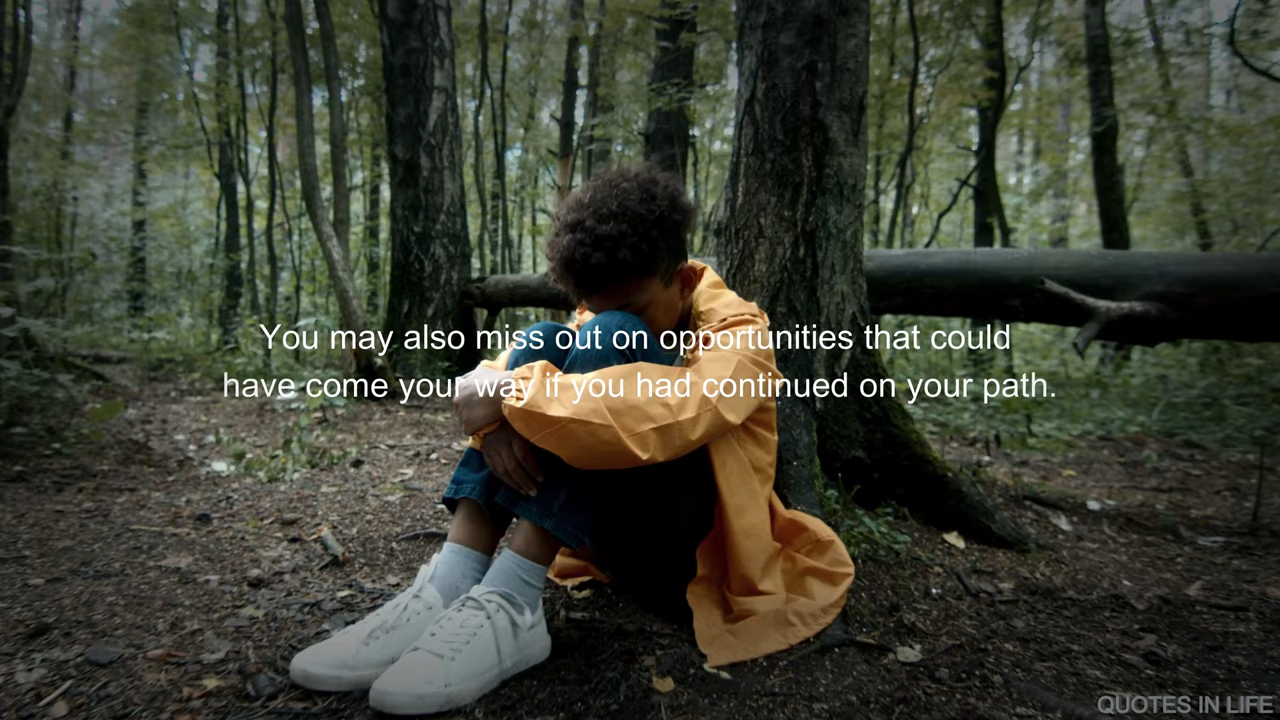 You may also miss out on opportunities that could
have come your way if you had continued on your path.
QUOTES IN LIFE